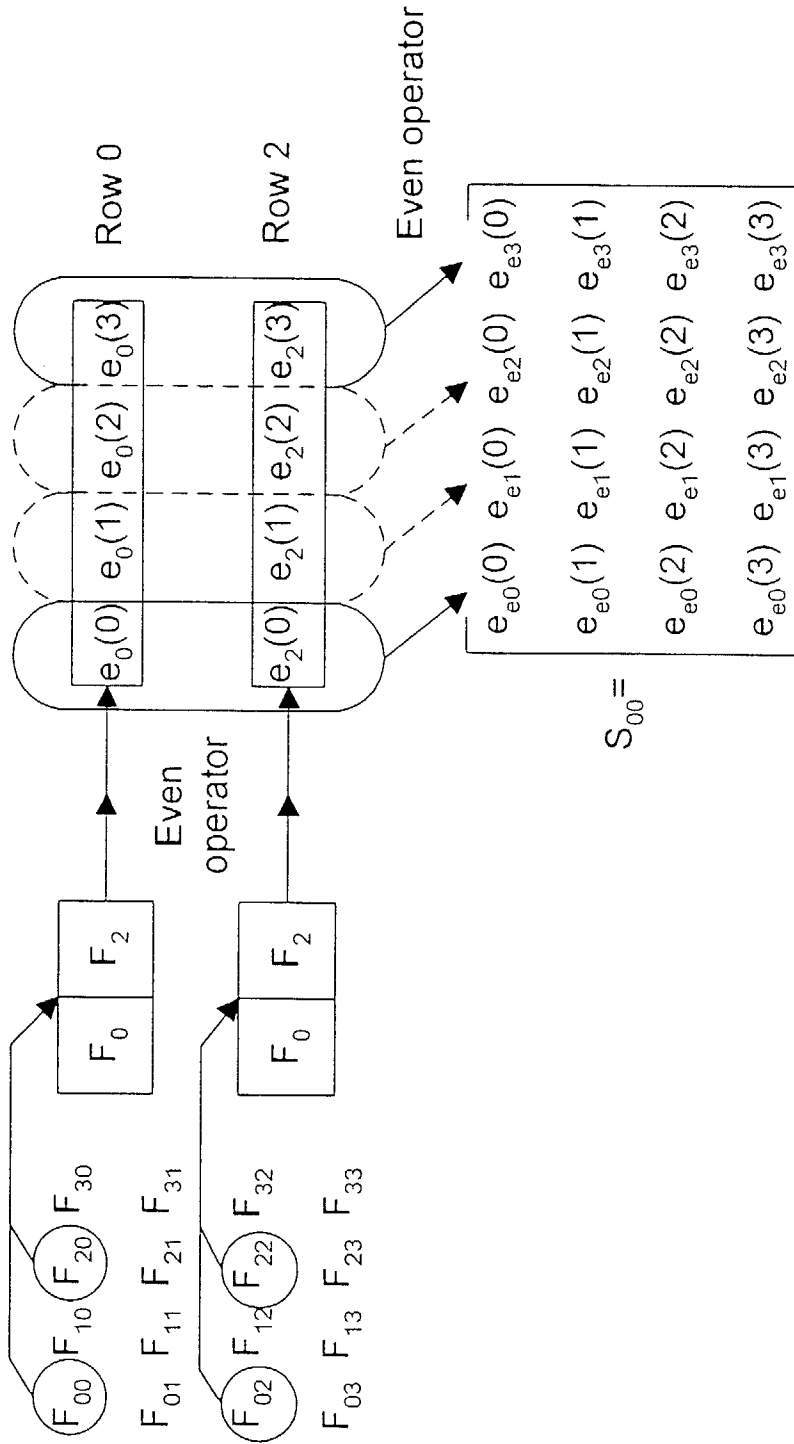 F₀₀ F₁₀ F₂₀ F₃₀
F₀₁ F₁₁ F₂₁ F₃₁
F₀₂ F₁₂ F₂₂ F₃₂
F₀₃ F₁₃ F₂₃ F₃₃
F₀ F₂
F₀ F₂
Even
operator
e₀(0) e₀(1) e₀(2) e₀(3)
Row 0
e₂(0) e₂(1) e₂(2) e₂(3)
Row 2
Even operator
S₀₀=
eₑ₀(0) eₑ₁(0) eₑ₂(0) eₑ₃(0)
eₑ₀(1) eₑ₁(1) eₑ₂(1) eₑ₃(1)
eₑ₀(2) eₑ₁(2) eₑ₂(2) eₑ₃(2)
eₑ₀(3) eₑ₁(3) eₑ₂(3) eₑ₃(3)